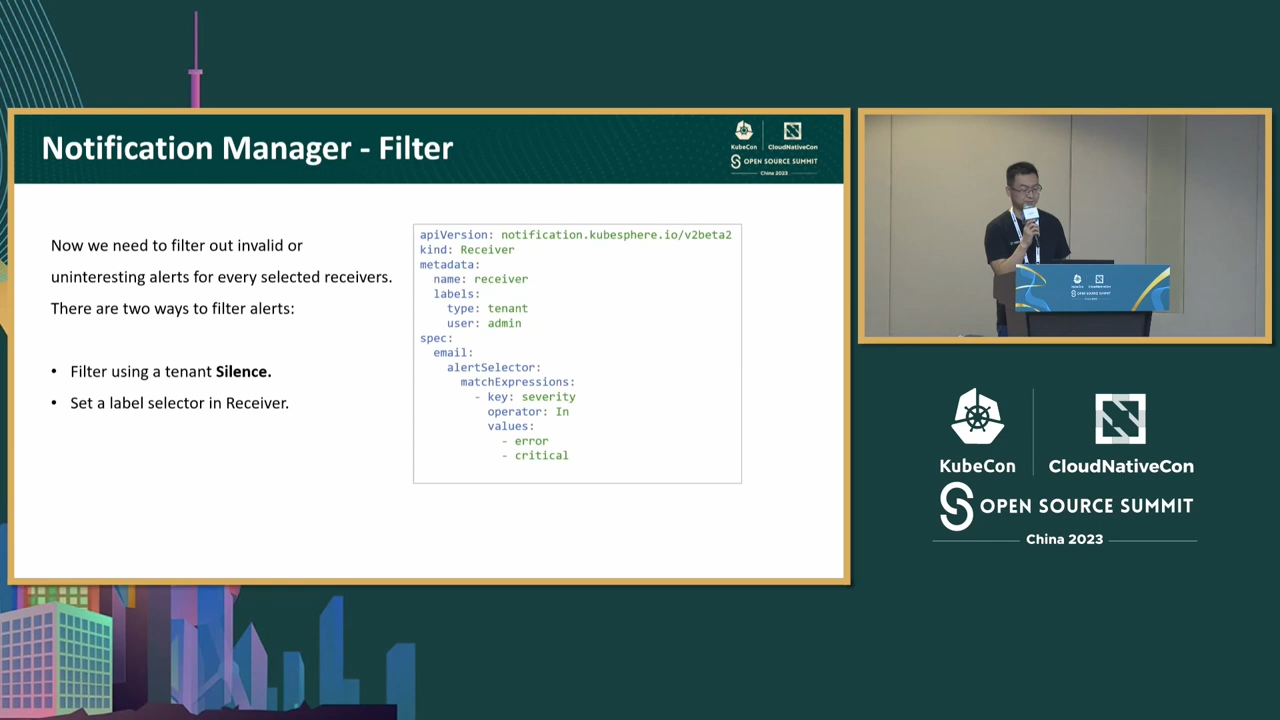 Notification Manager - Filter
KubeCon
CloudNativeCon
OPEN SOURCE SUMMIT
China 2023
Now we need to filter out invalid or
uninteresting alerts for every selected receivers.
There are two ways to filter alerts:
• Filter using a tenant Silence.
• Set a label selector in Receiver.
apiVersion: notification.kubesphere.io/v2beta2
kind: Receiver
metadata:
  name: receiver
  labels:
    type: tenant
    user: admin
spec:
  email:
    alertSelector:
      matchExpressions:
        - key: severity
          operator: In
          values:
            - error
            - critical
KubeCon
CloudNativeCon
OPEN SOURCE SUMMIT
China 2023